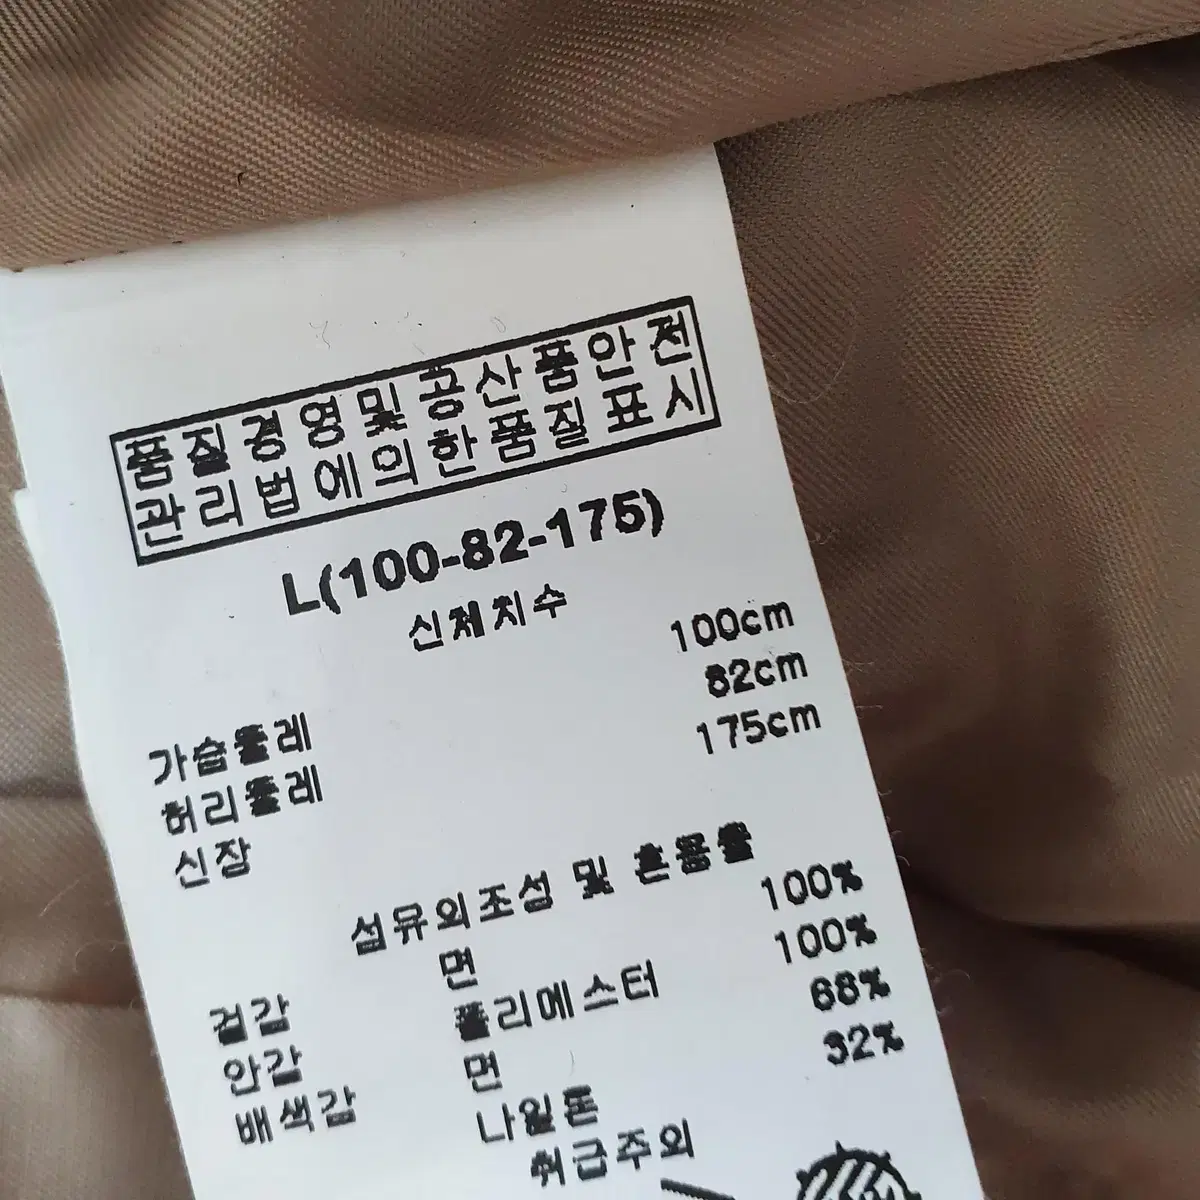 품질경영및공산품안전
관리법에의한품질표시
L(100-82-175)
신체치수
가슴둘레 100cm
허리둘레 82cm
신장 175cm
섬유의조성 및 혼용률
겉감 면 100%
안감 폴리에스터 100%
배색감 면 68%
나일론 32%
취급주의